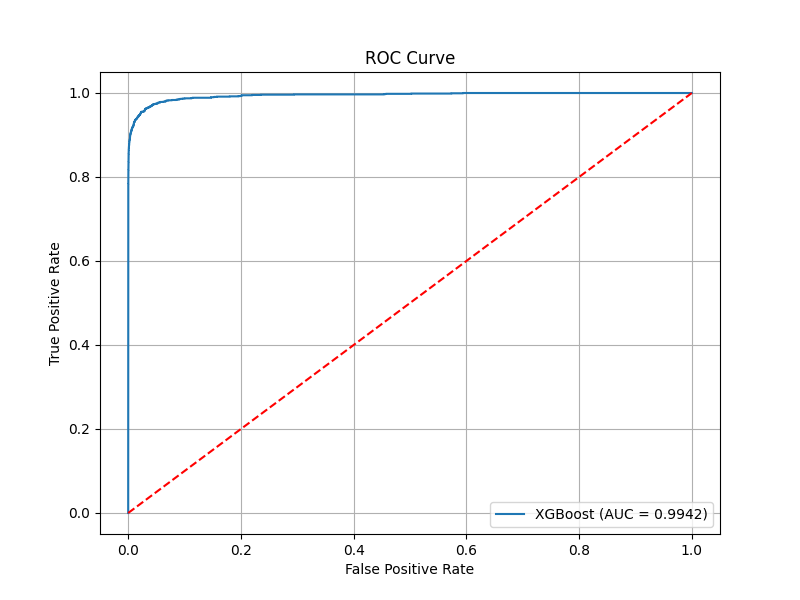 ROC Curve
True Positive Rate
1.0
0.8
0.6
0.4
0.2
0.0
XGBoost (AUC = 0.9942)
0.0 0.2 0.4 0.6 0.8 1.0
False Positive Rate